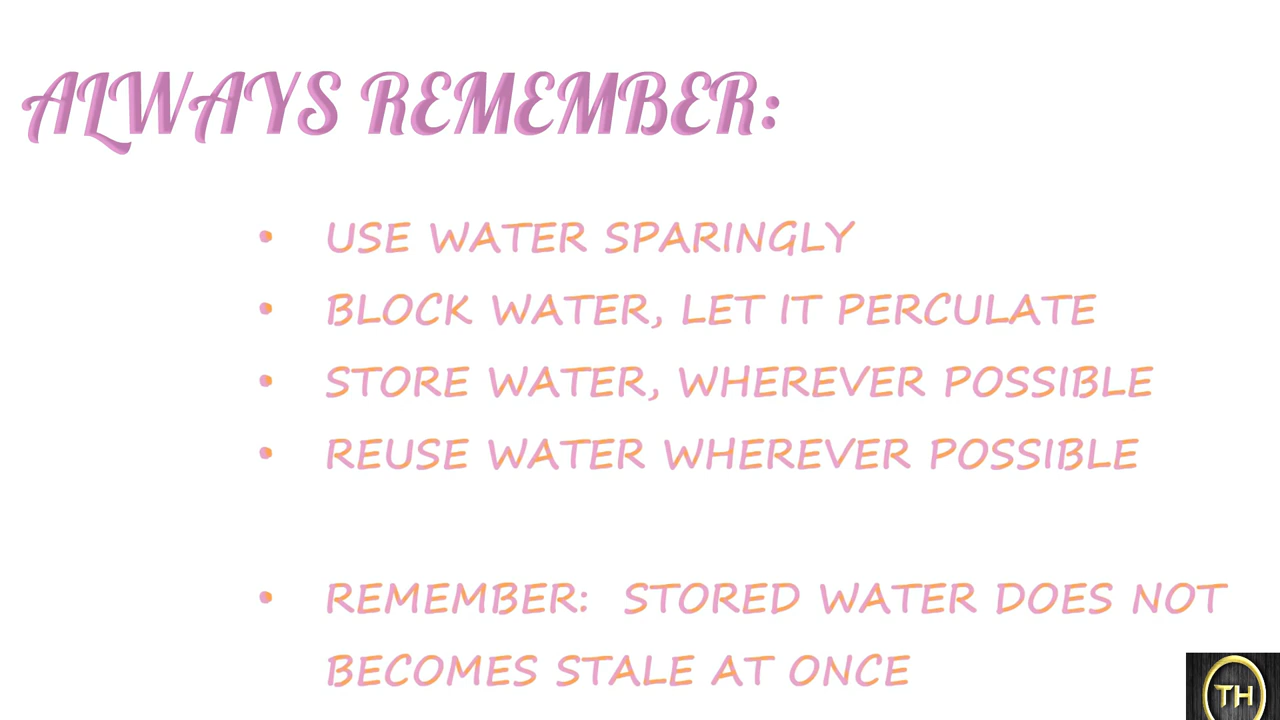 ALWAYS REMEMBER:
• USE WATER SPARINGLY
• BLOCK WATER, LET IT PERCULATE
• STORE WATER, WHEREVER POSSIBLE
• REUSE WATER WHEREVER POSSIBLE
• REMEMBER: STORED WATER DOES NOT
BECOMES STALE AT ONCE
TH